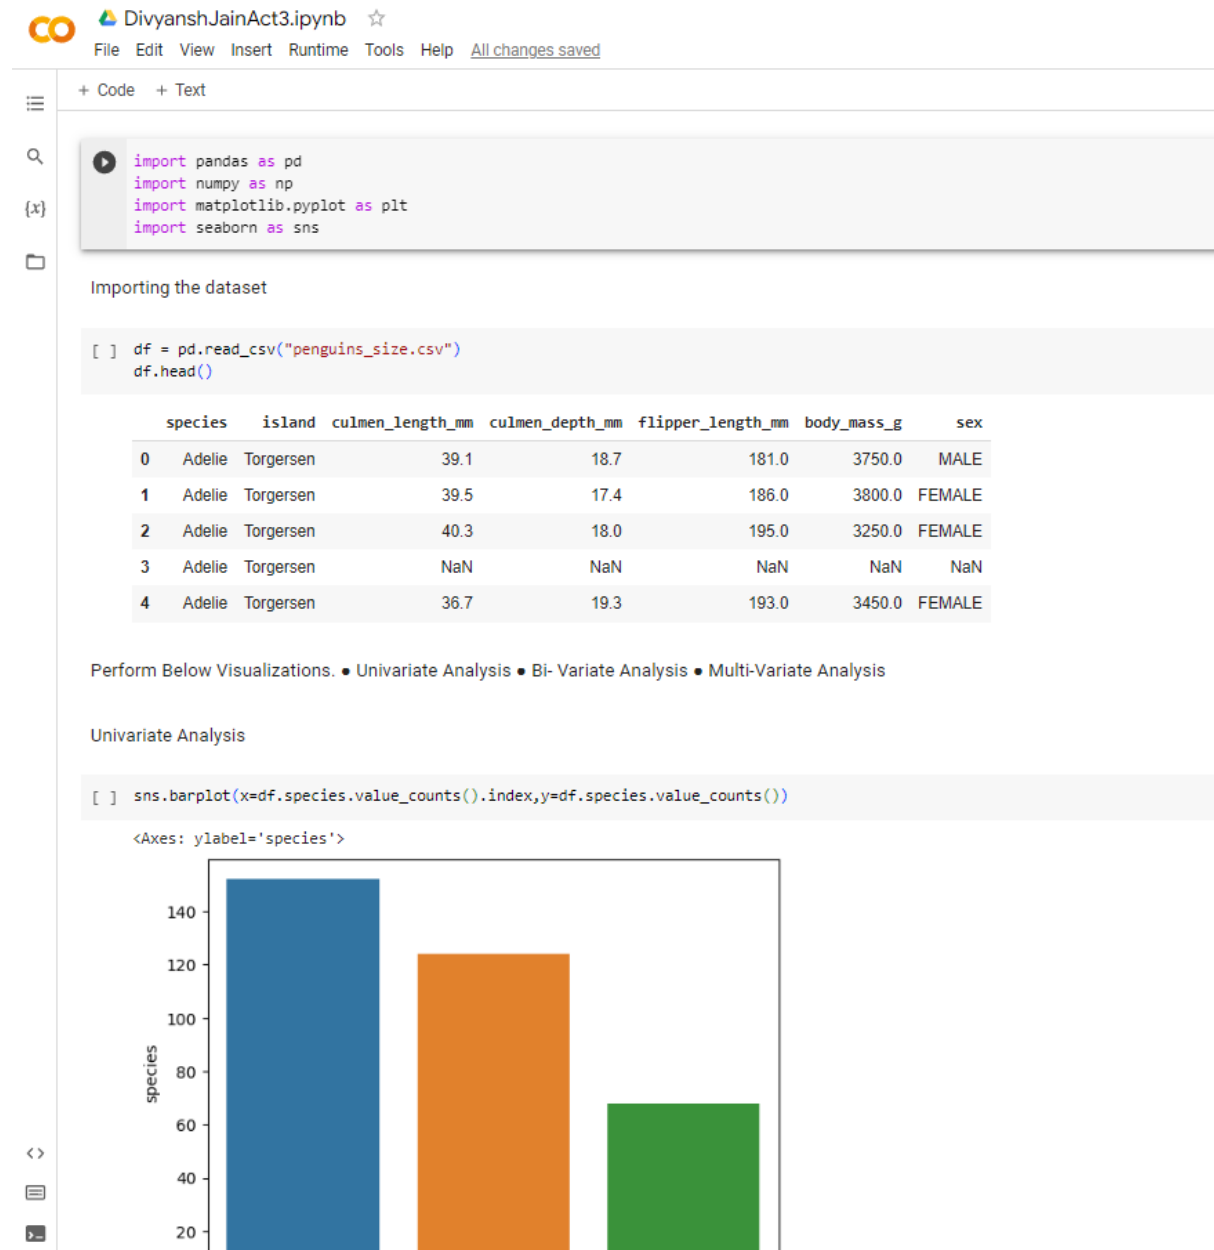 CO DivyanshJainAct3.ipynb
File Edit View Insert Runtime Tools Help All changes saved
+ Code + Text
import pandas as pd
import numpy as np
import matplotlib.pyplot as plt
import seaborn as sns
{x}
Importing the dataset
[ ] df = pd.read_csv("penguins_size.csv")
df.head()
species island culmen_length_mm culmen_depth_mm flipper_length_mm body_mass_g sex
0 Adelie Torgersen 39.1 18.7 181.0 3750.0 MALE
1 Adelie Torgersen 39.5 17.4 186.0 3800.0 FEMALE
2 Adelie Torgersen 40.3 18.0 195.0 3250.0 FEMALE
3 Adelie Torgersen NaN NaN NaN NaN NaN
4 Adelie Torgersen 36.7 19.3 193.0 3450.0 FEMALE
Perform Below Visualizations. ● Univariate Analysis ● Bi- Variate Analysis ● Multi-Variate Analysis
Univariate Analysis
[ ] sns.barplot(x=df.species.value_counts().index,y=df.species.value_counts())
<Axes: ylabel='species'>
140
120
100
species
80
60
40
20